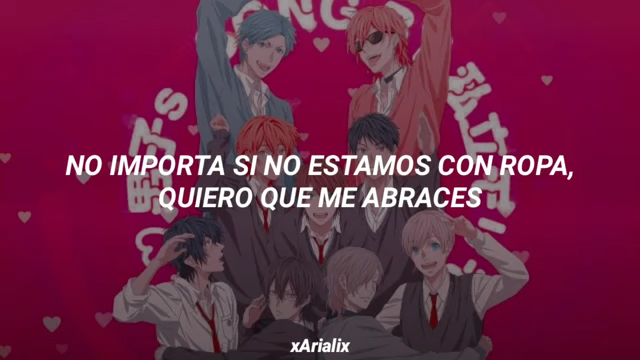 NO IMPORTA SI NO ESTAMOS CON ROPA,
QUIERO QUE ME ABRACES
xArialix